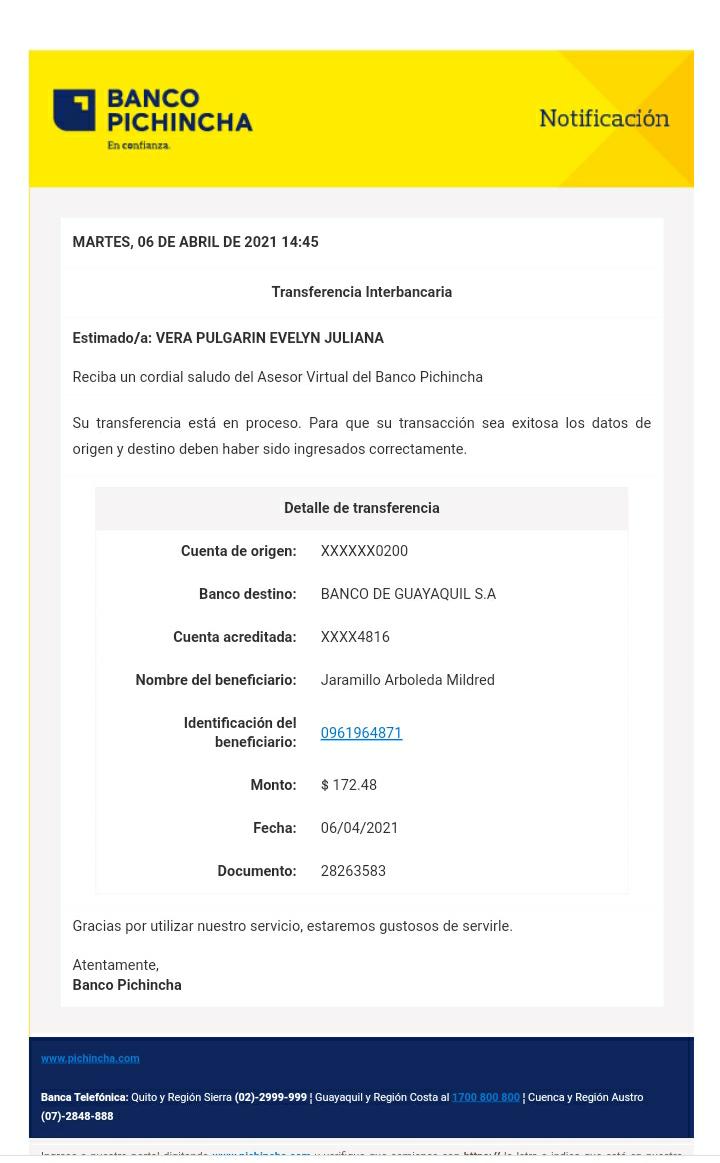 BANCO
PICHINCHA
En confianza.
Notificación
MARTES, 06 DE ABRIL DE 2021 14:45
Transferencia Interbancaria
Estimado/a: VERA PULGARIN EVELYN JULIANA
Reciba un cordial saludo del Asesor Virtual del Banco Pichincha
Su transferencia está en proceso. Para que su transacción sea exitosa los datos de
origen y destino deben haber sido ingresados correctamente.
Detalle de transferencia
Cuenta de origen: XXXXXX0200
Banco destino: BANCO DE GUAYAQUIL S.A
Cuenta acreditada: XXXX4816
Nombre del beneficiario: Jaramillo Arboleda Mildred
Identificación del
beneficiario: 0961964871
Monto: $ 172.48
Fecha: 06/04/2021
Documento: 28263583
Gracias por utilizar nuestro servicio, estaremos gustosos de servirle.
Atentamente,
Banco Pichincha
www.pichincha.com
Banca Telefónica: Quito y Región Sierra (02)-2999-999 ¦ Guayaquil y Región Costa al 1700 800 800 ¦ Cuenca y Región Austro
(07)-2848-888